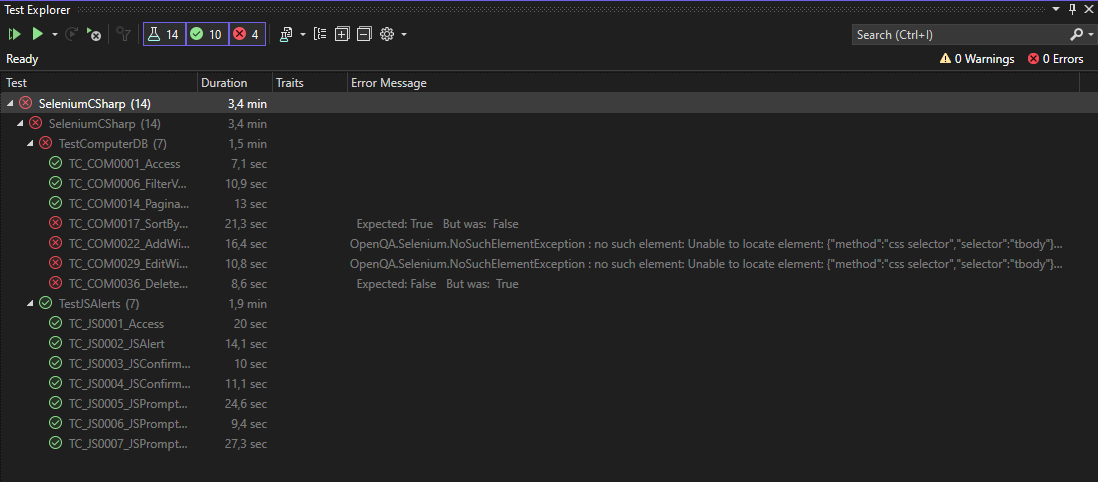 Test Explorer
14 10 4 Search (Ctrl+I)
Ready 0 Warnings 0 Errors
Test Duration Traits Error Message
SeleniumCSharp (14) 3,4 min
SeleniumCSharp (14) 3,4 min
TestComputerDB (7) 1,5 min
TC_COM0001_Access 7,1 sec
TC_COM0006_FilterV... 10,9 sec
TC_COM0014_Pagina... 13 sec
TC_COM0017_SortBy... 21,3 sec Expected: True But was: False
TC_COM0022_AddWi... 16,4 sec OpenQA.Selenium.NoSuchElementException : no such element: Unable to locate element: {"method":"css selector","selector":"tbody"}...
TC_COM0029_EditWi... 10,8 sec OpenQA.Selenium.NoSuchElementException : no such element: Unable to locate element: {"method":"css selector","selector":"tbody"}...
TC_COM0036_Delete... 8,6 sec Expected: False But was: True
TestJSAlerts (7) 1,9 min
TC_JS0001_Access 20 sec
TC_JS0002_JSAlert 14,1 sec
TC_JS0003_JSConfirm... 10 sec
TC_JS0004_JSConfirm... 11,1 sec
TC_JS0005_JSPrompt... 24,6 sec
TC_JS0006_JSPrompt... 9,4 sec
TC_JS0007_JSPrompt... 27,3 sec